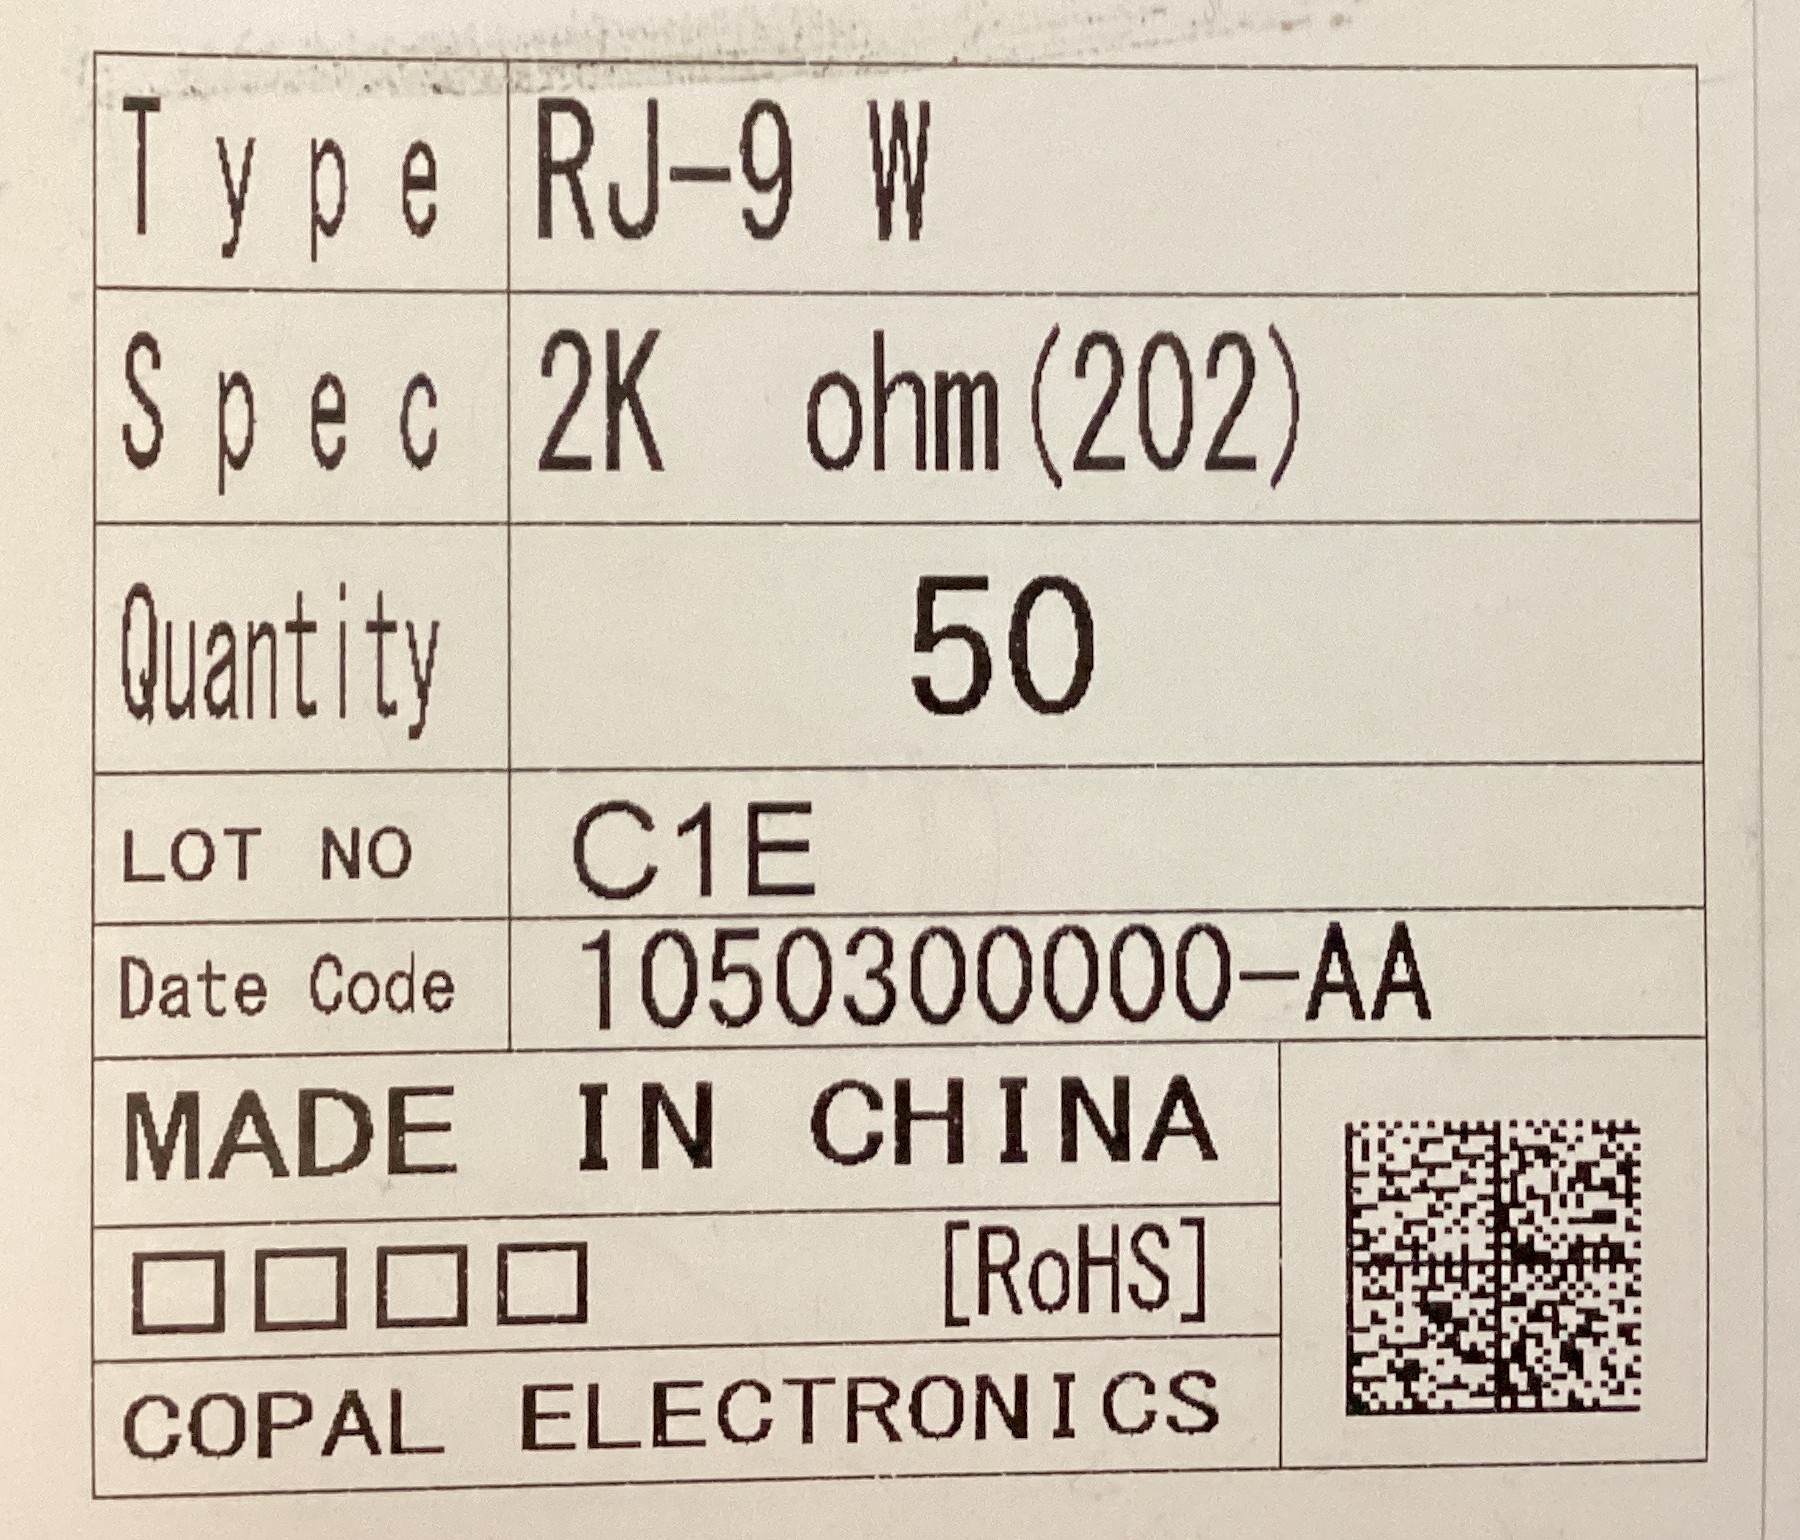 Type RJ-9 W
Spec 2K ohm(202)
Quantity 50
LOT NO C1E
Date Code 1050300000-AA
MADE IN CHINA
□□□□ [RoHS]
COPAL ELECTRONICS